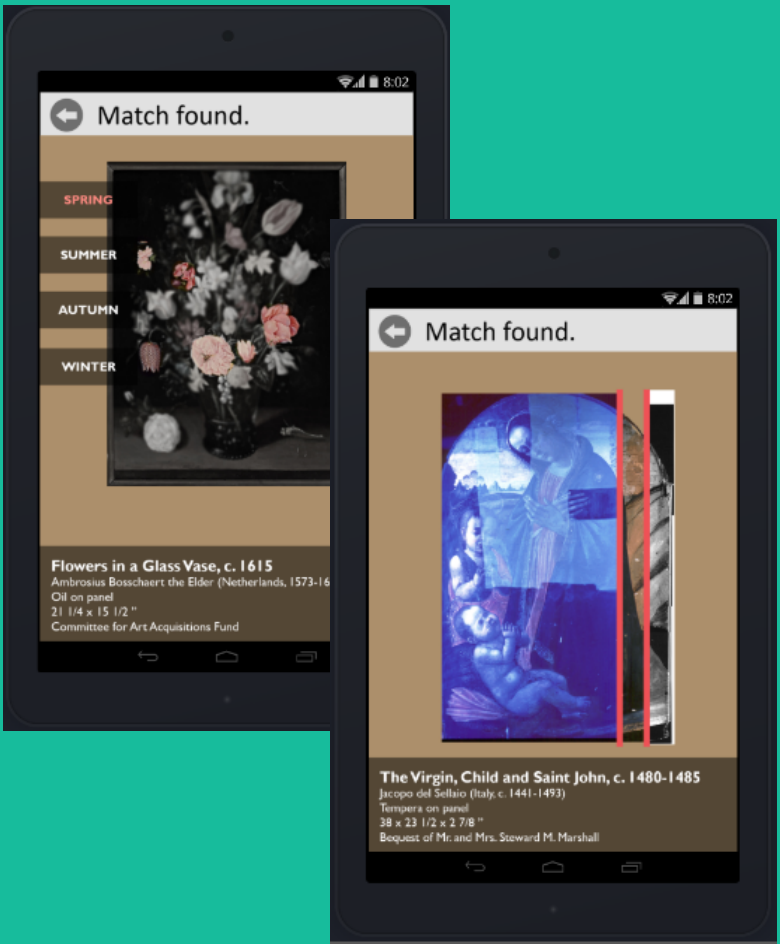 8:02
Match found.
SPRING
SUMMER
AUTUMN
WINTER
Flowers in a Glass Vase, c. 1615
Ambrosius Bosschaert the Elder (Netherlands, 1573-16
Oil on panel
21 1/4 x 15 1/2 "
Committee for Art Acquisitions Fund
8:02
Match found.
The Virgin, Child and Saint John, c. 1480-1485
Jacopo del Sellaio (Italy, c. 1441-1493)
Tempera on panel
38 x 23 1/2 x 2 7/8 "
Bequest of Mr. and Mrs. Steward M. Marshall